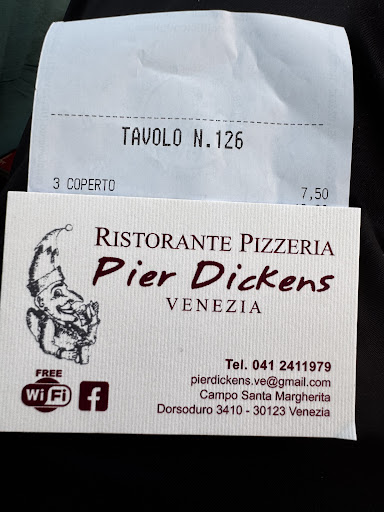 TAVOLO N.126
3 COPERTO 7,50
RISTORANTE PIZZERIA
Pier Dickens
VENEZIA
Tel. 041 2411979
pierdickens.ve@gmail.com
Campo Santa Margherita
Dorsoduro 3410 - 30123 Venezia
FREE
WiFi
f